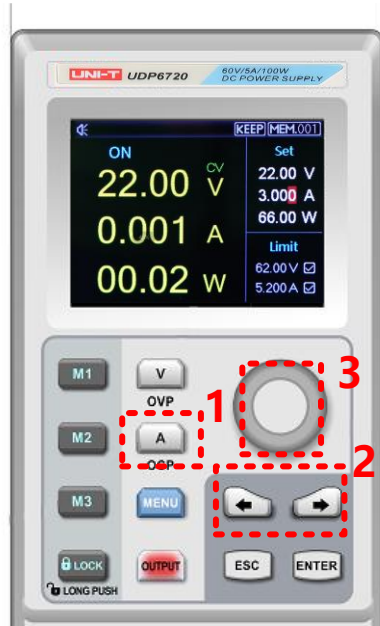 UNI-T UDP6720 60V/5A/100W
DC POWER SUPPLY
KEEP MEM.001
ON Set
22.00 CV V 22.00 V
3.000 A
0.001 A 66.00 W
Limit
00.02 W 62.00 V
5.200 A
M1 V
OVP
3
1
M2 A
OCP
2
M3 MENU
LOCK OUTPUT ESC ENTER
LONG PUSH